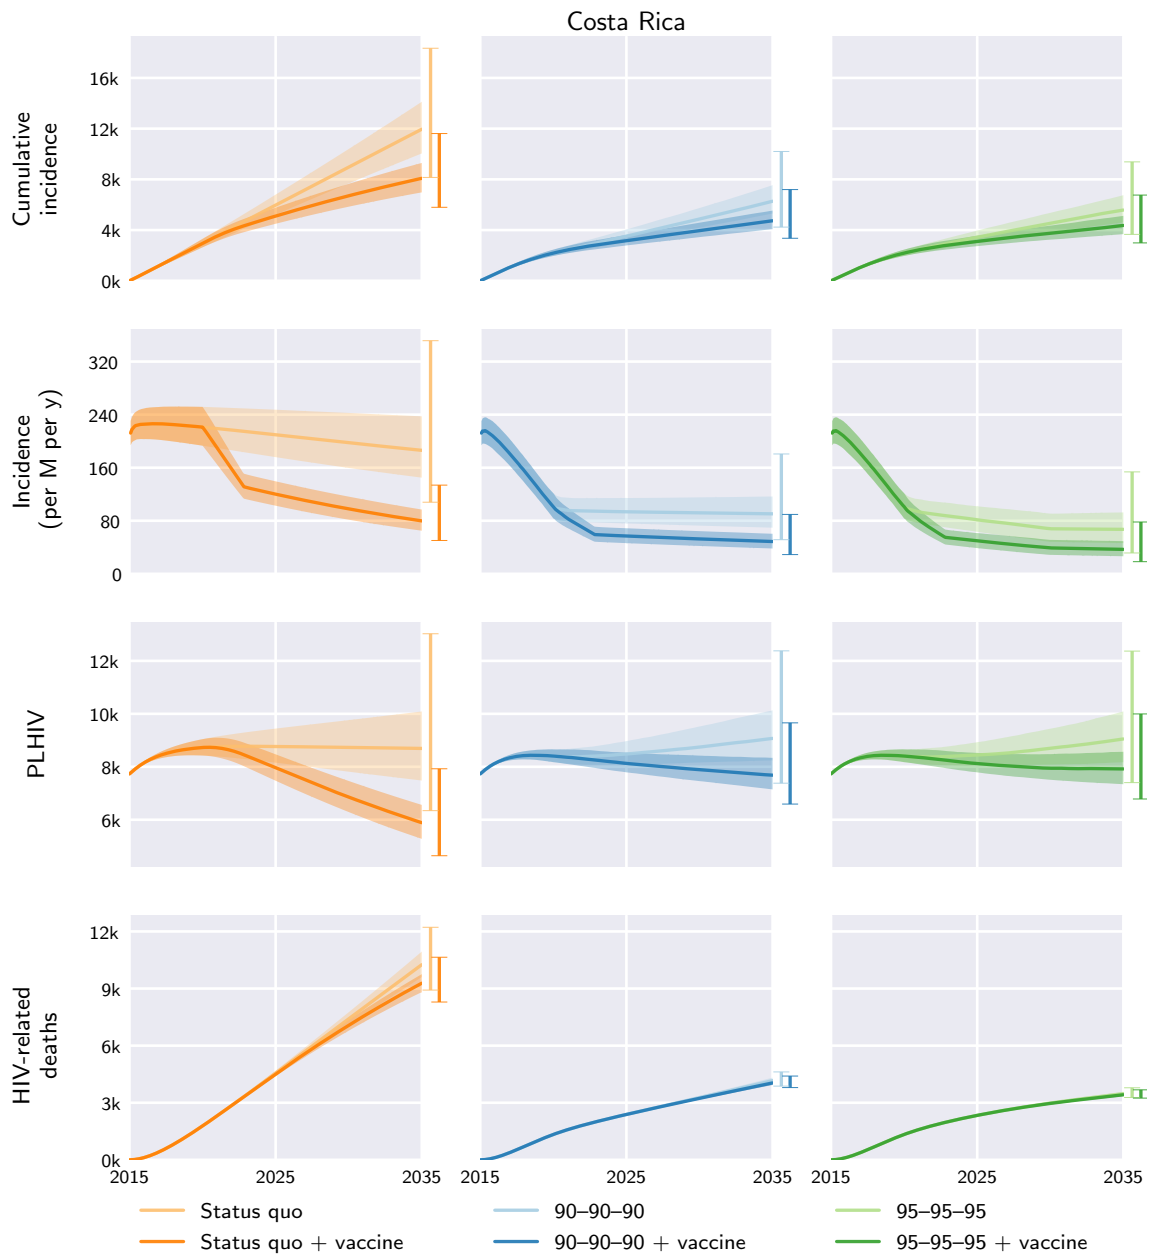 Costa Rica
Cumulative
incidence
16k
12k
8k
4k
0k
Incidence
(per M per y)
320
240
160
80
0
PLHIV
12k
10k
8k
6k
HIV-related
deaths
12k
9k
6k
3k
0k
2015 2025 2035 2015 2025 2035 2015 2025 2035
Status quo 90–90–90 95–95–95
Status quo + vaccine 90–90–90 + vaccine 95–95–95 + vaccine